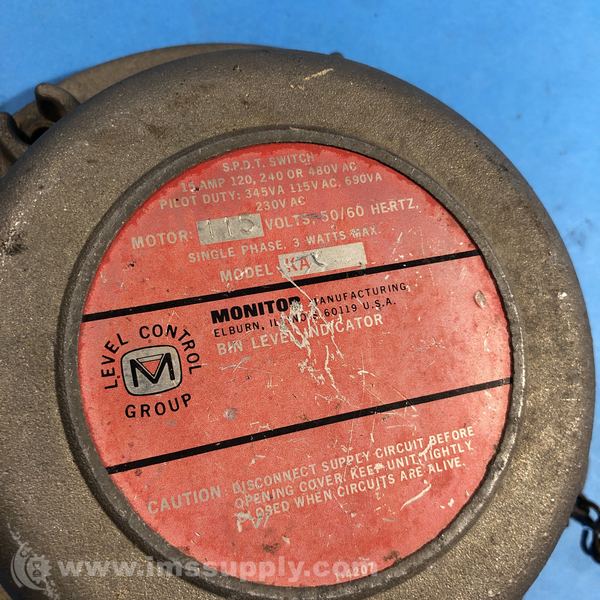 S.P.D.T. SWITCH
15 AMP 120, 240 OR 480V AC
PILOT DUTY: 345VA 115V AC, 690VA
230V AC
MOTOR: 115 VOLTS, 50/60 HERTZ,
SINGLE PHASE, 3 WATTS MAX
MODEL KA
MONITOR MANUFACTURING
ELBURN, ILLINOIS 60119 U.S.A.
BIN LEVEL INDICATOR
LEVEL CONTROL
M
GROUP
CAUTION: DISCONNECT SUPPLY CIRCUIT BEFORE
OPENING COVER. KEEP UNIT TIGHTLY
CLOSED WHEN CIRCUITS ARE ALIVE.
www.imssupply.com